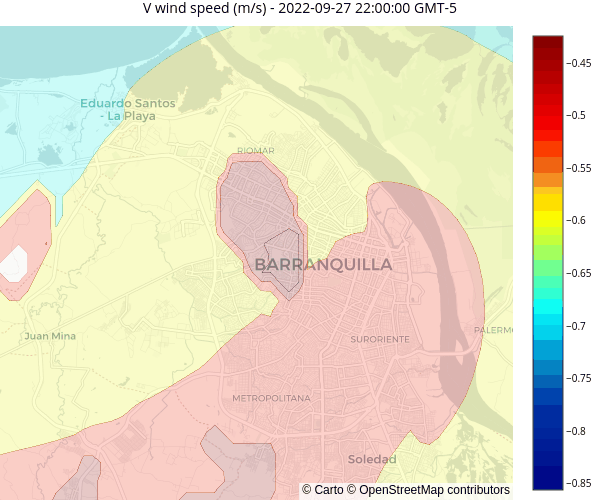 V wind speed (m/s) - 2022-09-27 22:00:00 GMT-5
Eduardo Santos
- La Playa
RIOMAR
BARRANQUILLA
Juan Mina
SURORIENTE
PALERMO
METROPOLITANA
Soledad
© Carto © OpenStreetMap contributors
−0.45
−0.5
−0.55
−0.6
−0.65
−0.7
−0.75
−0.8
−0.85